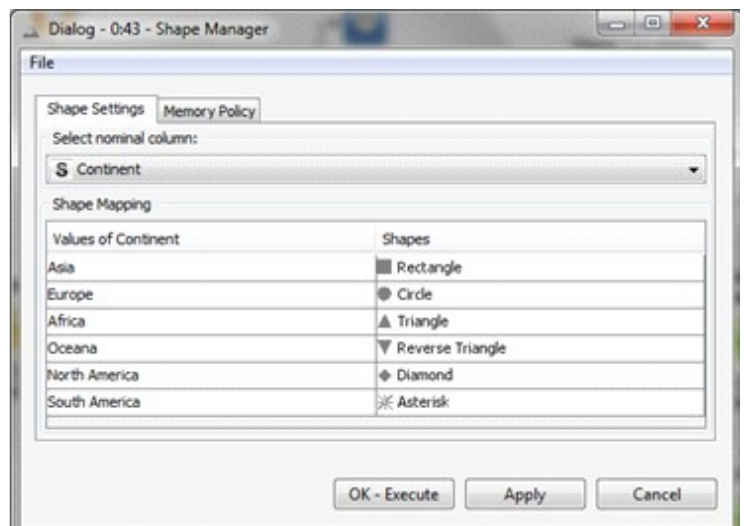 Dialog - 0:43 - Shape Manager
File
Shape Settings Memory Policy
Select nominal column:
S Continent
Shape Mapping
Values of Continent Shapes
Asia Rectangle
Europe Circle
Africa Triangle
Oceana Reverse Triangle
North America Diamond
South America Asterisk
OK - Execute Apply Cancel